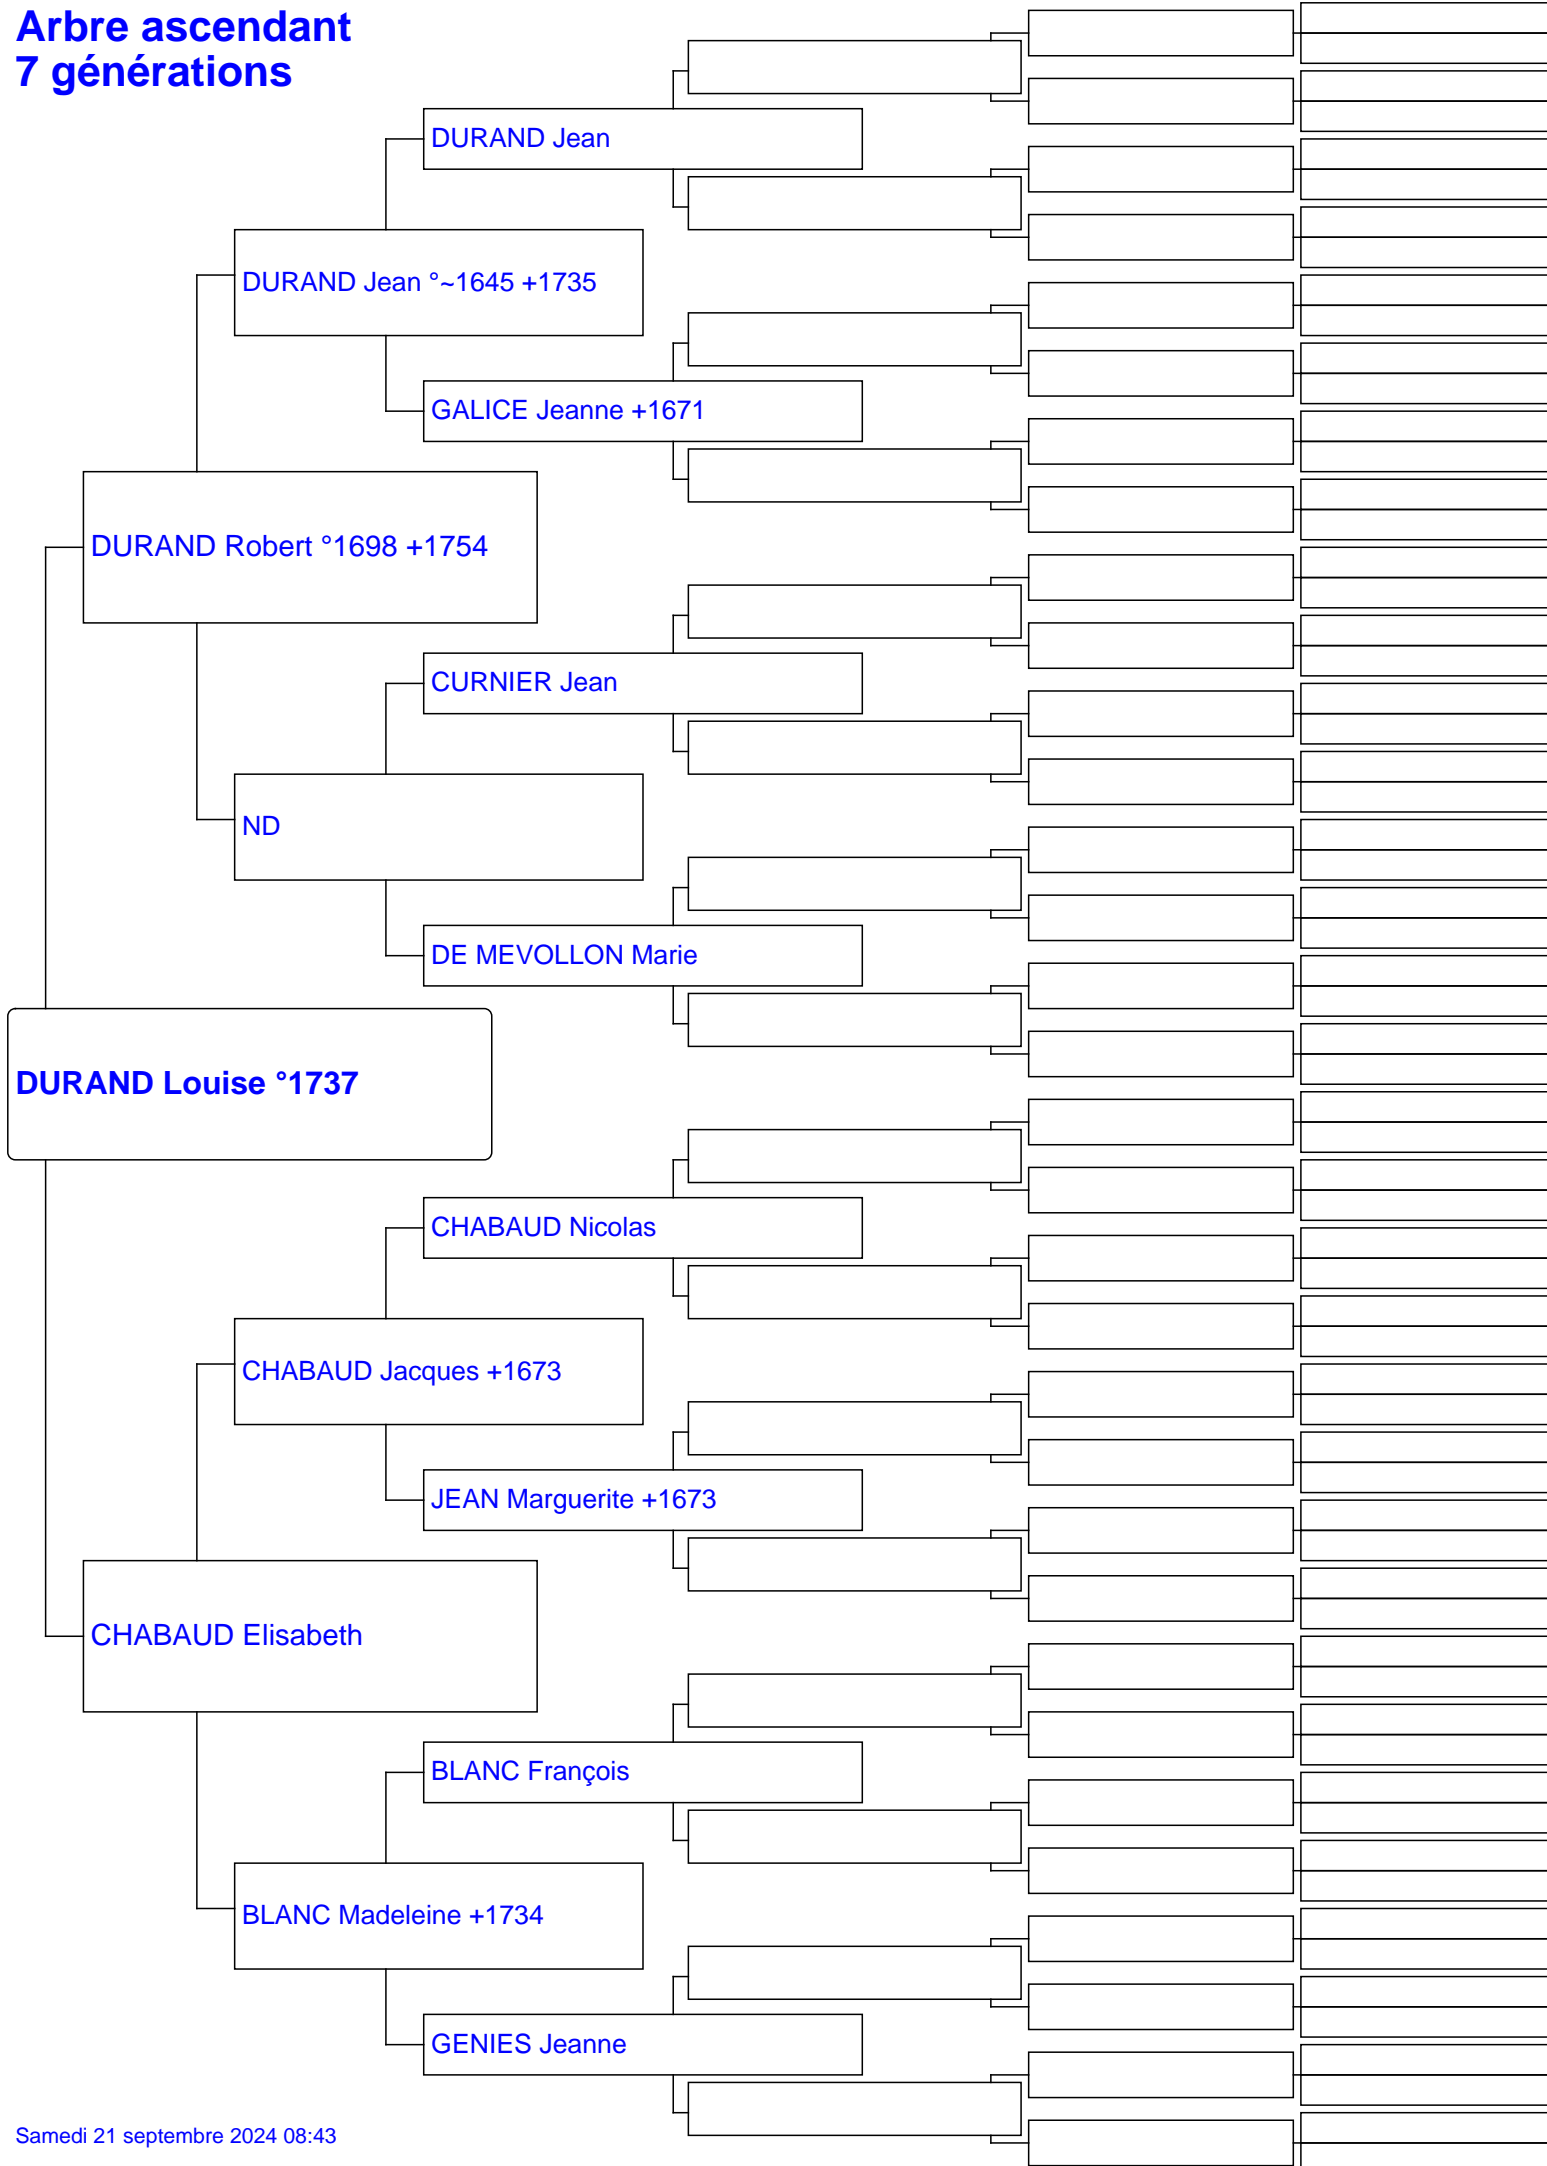 Arbre ascendant
7 générations
DURAND Jean
DURAND Jean °~1645 +1735
GALICE Jeanne +1671
DURAND Robert °1698 +1754
CURNIER Jean
ND
DE MEVOLLON Marie
DURAND Louise °1737
CHABAUD Nicolas
CHABAUD Jacques +1673
JEAN Marguerite +1673
CHABAUD Elisabeth
BLANC François
BLANC Madeleine +1734
GENIES Jeanne
Samedi 21 septembre 2024 08:43